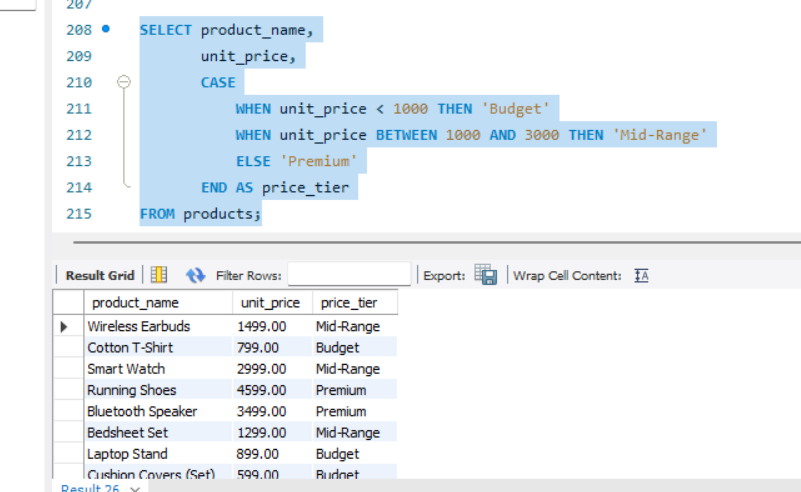 207
208 SELECT product_name,
209 unit_price,
210 CASE
211 WHEN unit_price < 1000 THEN 'Budget'
212 WHEN unit_price BETWEEN 1000 AND 3000 THEN 'Mid-Range'
213 ELSE 'Premium'
214 END AS price_tier
215 FROM products;
Result Grid Filter Rows: Export: Wrap Cell Content: IA
product_name unit_price price_tier
Wireless Earbuds 1499.00 Mid-Range
Cotton T-Shirt 799.00 Budget
Smart Watch 2999.00 Mid-Range
Running Shoes 4599.00 Premium
Bluetooth Speaker 3499.00 Premium
Bedsheet Set 1299.00 Mid-Range
Laptop Stand 899.00 Budget
Cushion Covers (Set) 599.00 Budget
Result 26